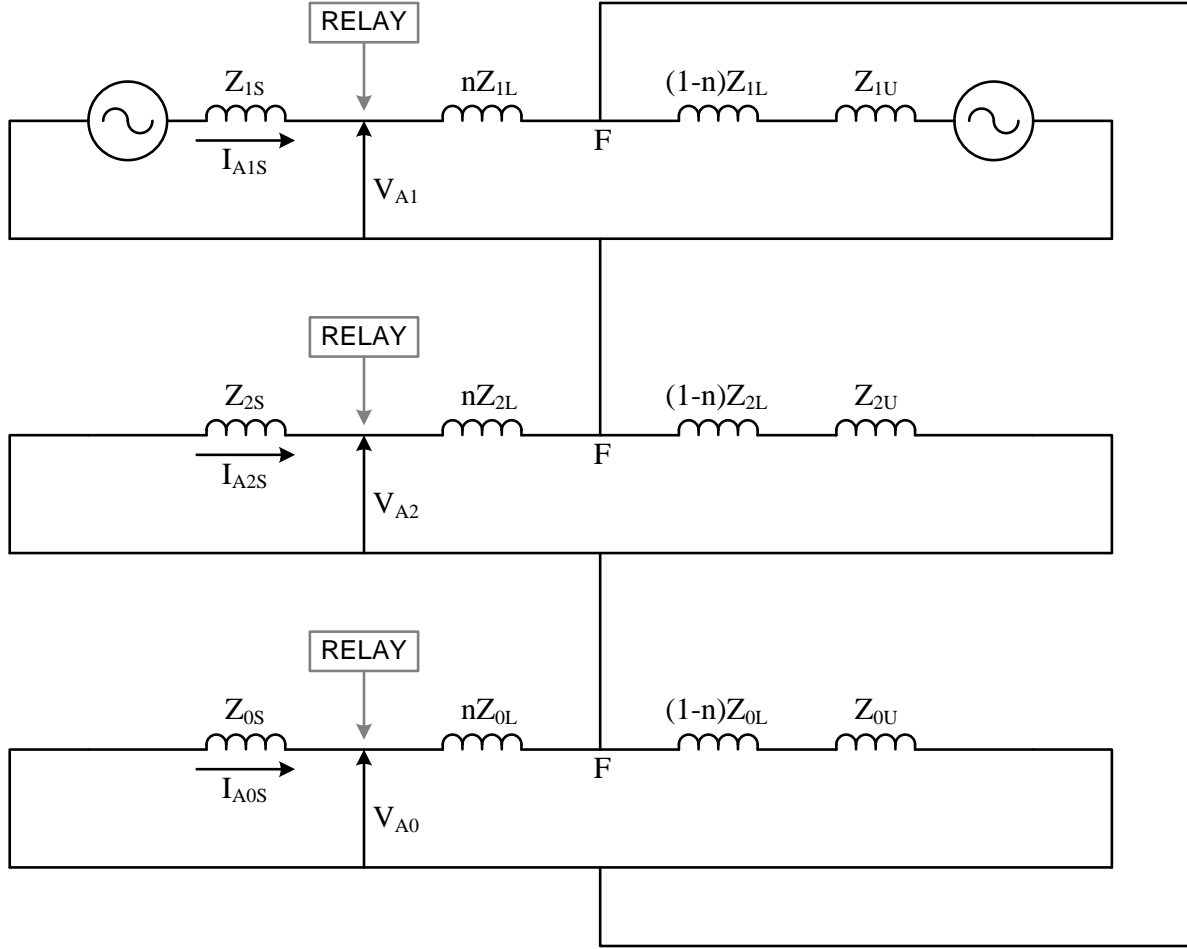 RELAY
Z1S
nZ1L
(1-n)Z1L
Z1U
F
IA1S
VA1
RELAY
Z2S
nZ2L
(1-n)Z2L
Z2U
F
IA2S
VA2
RELAY
Z0S
nZ0L
(1-n)Z0L
Z0U
F
IA0S
VA0